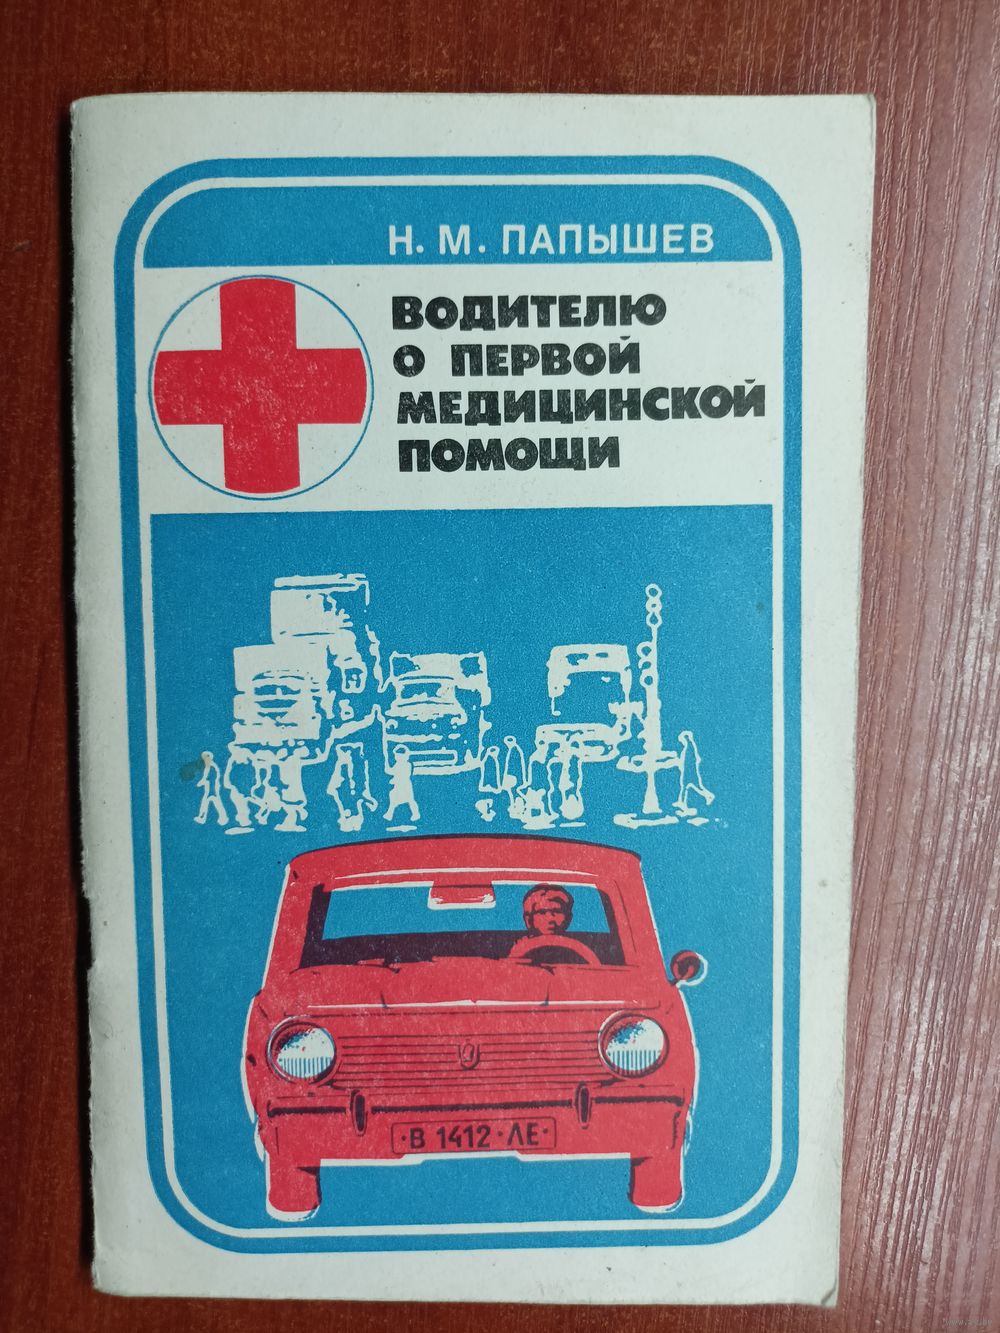 Н. М. ПАПЫШЕВ
ВОДИТЕЛЮ
О ПЕРВОЙ
МЕДИЦИНСКОЙ
ПОМОЩИ
·В 1412·ЛЕ·